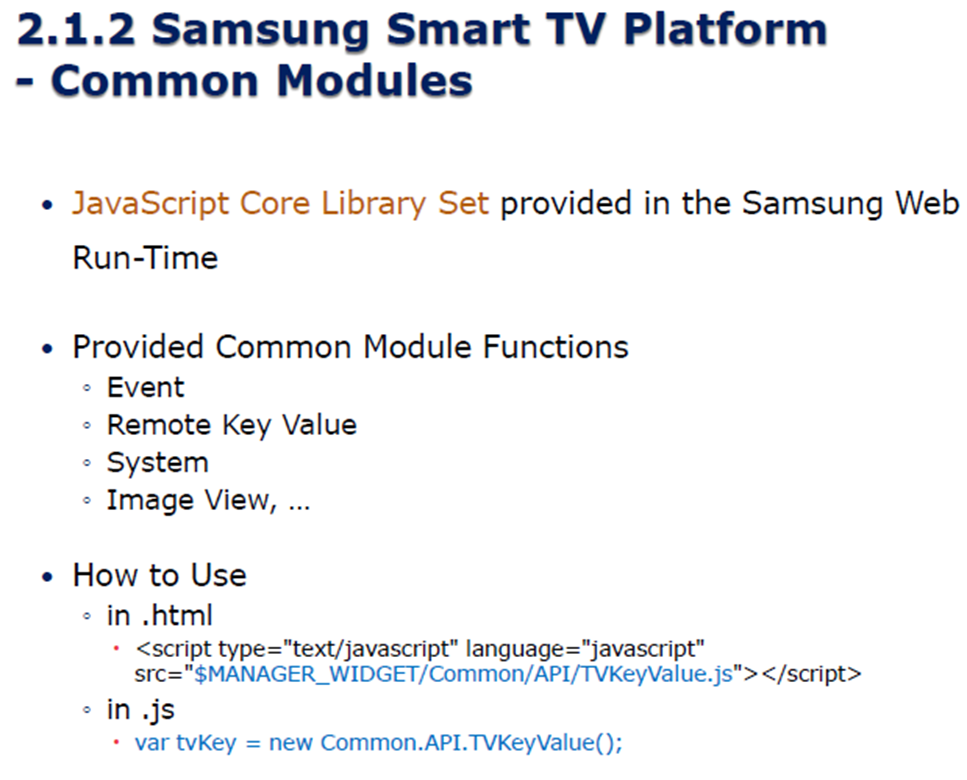 2.1.2 Samsung Smart TV Platform
- Common Modules
• JavaScript Core Library Set provided in the Samsung Web
Run-Time
• Provided Common Module Functions
◦ Event
◦ Remote Key Value
◦ System
◦ Image View, ...
• How to Use
◦ in .html
• <script type="text/javascript" language="javascript"
src="$MANAGER_WIDGET/Common/API/TVKeyValue.js"></script>
◦ in .js
• var tvKey = new Common.API.TVKeyValue();